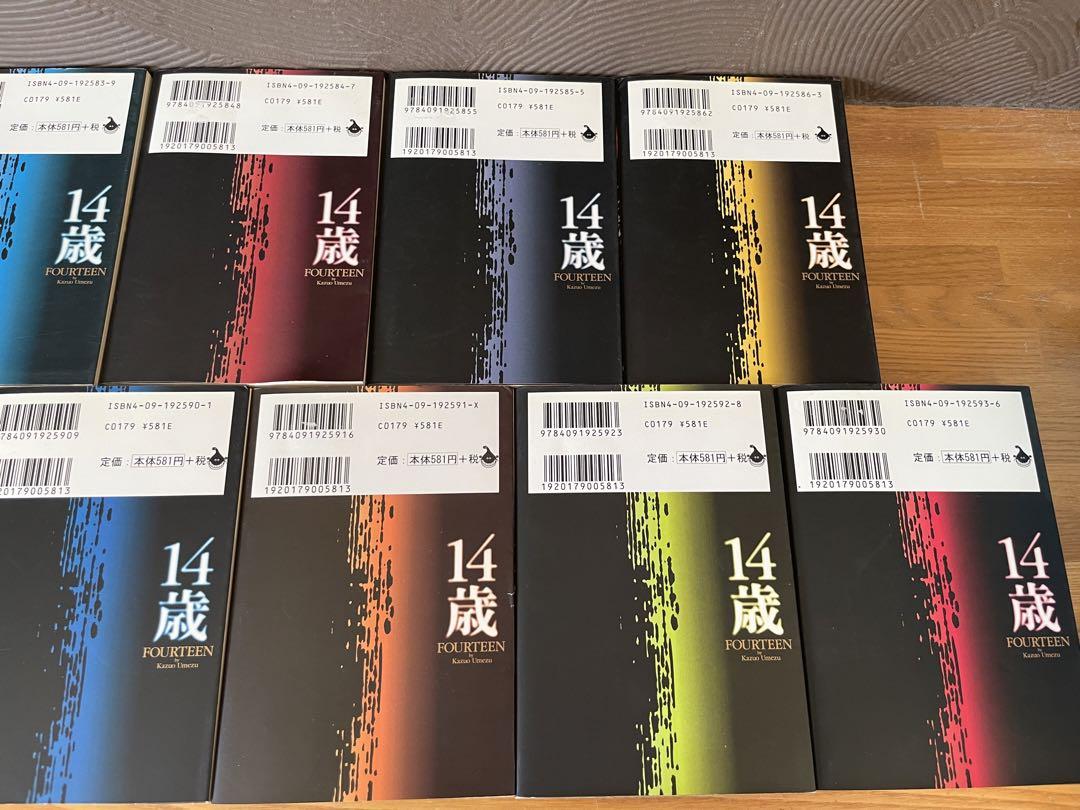 ISBN4-09-192583-9
C0179 ¥581E
定価：本体581円+税
14
歳
FOURTEEN
by
Kazuo Umezu
9784091925848
ISBN4-09-192584-7
C0179 ¥581E
定価：本体581円+税
1920179005813
14
歳
FOURTEEN
by
Kazuo Umezu
9784091925855
ISBN4-09-192585-5
C0179 ¥581E
定価：本体581円+税
1920179005813
14
歳
FOURTEEN
by
Kazuo Umezu
9784091925862
ISBN4-09-192586-3
C0179 ¥581E
定価：本体581円+税
1920179005813
14
歳
FOURTEEN
by
Kazuo Umezu
9784091925909
ISBN4-09-192590-1
C0179 ¥581E
定価：本体581円+税
20179005813
14
歳
FOURTEEN
by
Kazuo Umezu
9784091925916
ISBN4-09-192591-X
C0179 ¥581E
定価：本体581円+税
1920179005813
14
歳
FOURTEEN
by
Kazuo Umezu
9784091925923
ISBN4-09-192592-8
C0179 ¥581E
定価：本体581円+税
1920179005813
14
歳
FOURTEEN
by
Kazuo Umezu
9784091925930
ISBN4-09-192593-6
C0179 ¥581E
定価：本体581円+税
1920179005813
14
歳
FOURTEEN
by
Kazuo Umezu